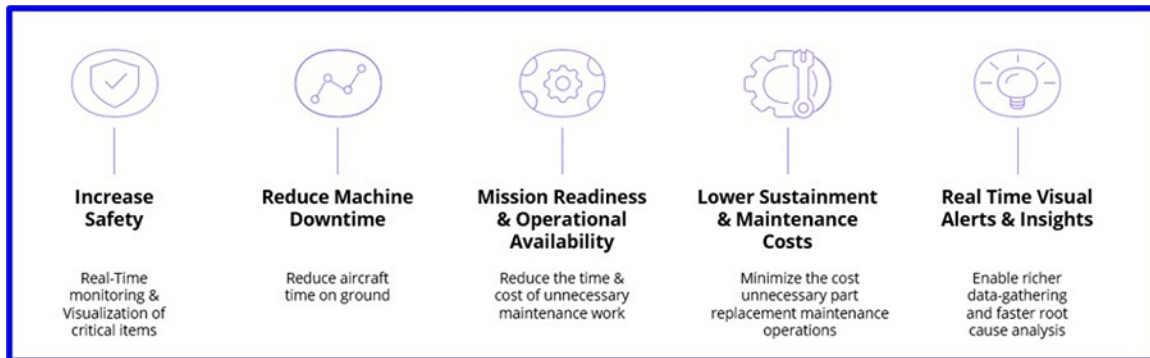 Increase
Safety
Real-Time
monitoring &
Visualization of
critical items
Reduce Machine
Downtime
Reduce aircraft
time on ground
Mission Readiness
& Operational
Availability
Reduce the time &
cost of unnecessary
maintenance work
Lower Sustainment
& Maintenance
Costs
Minimize the cost
unnecessary part
replacement maintenance
operations
Real Time Visual
Alerts & Insights
Enable richer
data-gathering
and faster root
cause analysis